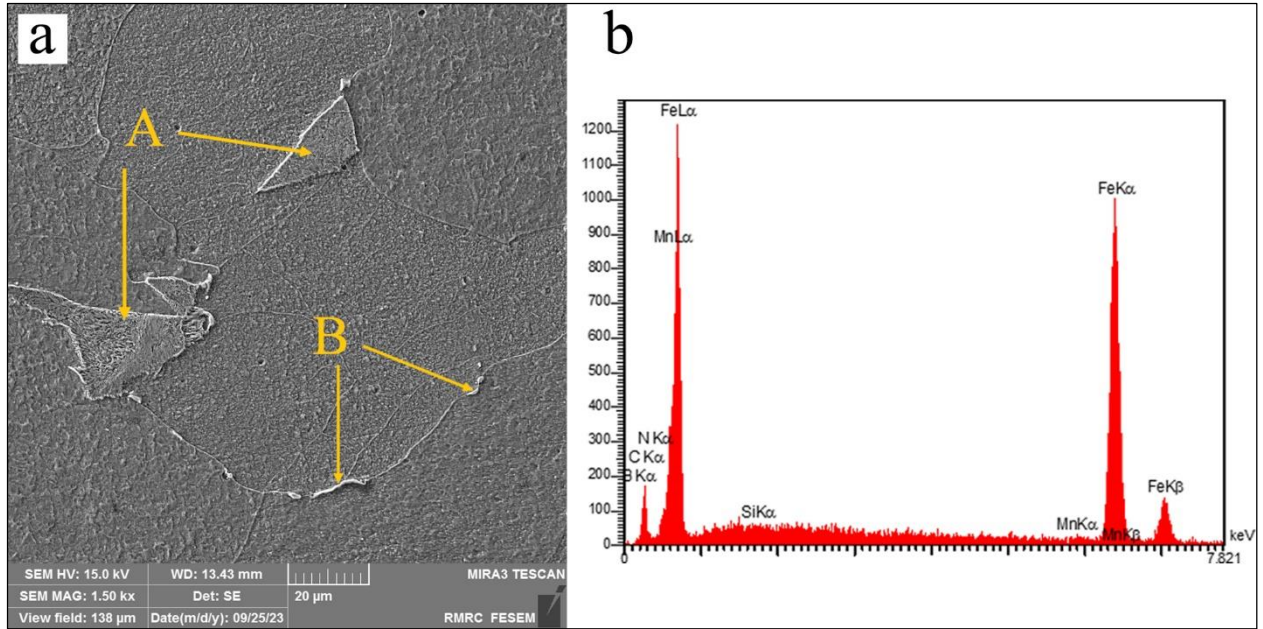 a
A
B
SEM HV: 15.0 kV
WD: 13.43 mm
MIRA3 TESCAN
SEM MAG: 1.50 kx
Det: SE
20 µm
View field: 138 µm
Date(m/d/y): 09/25/23
RMRC FESEM
b
FeLα
1200
1100
FeKα
1000
MnLα
900
800
700
600
500
400
N Kα
300
C Kα
200
B Kα
FeKβ
SiKα
100
MnKα
MnKβ
0
keV
0
7.821